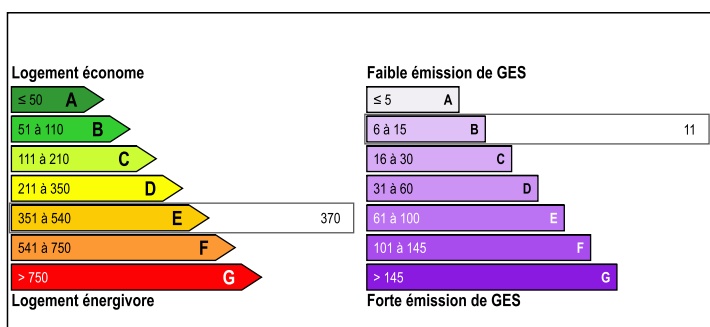 Logement économe
≤ 50 A
51 à 110 B
111 à 210 C
211 à 350 D
351 à 540 E 370
541 à 750 F
> 750 G
Logement énergivore
Faible émission de GES
≤ 5 A
6 à 15 B 11
16 à 30 C
31 à 60 D
61 à 100 E
101 à 145 F
> 145 G
Forte émission de GES